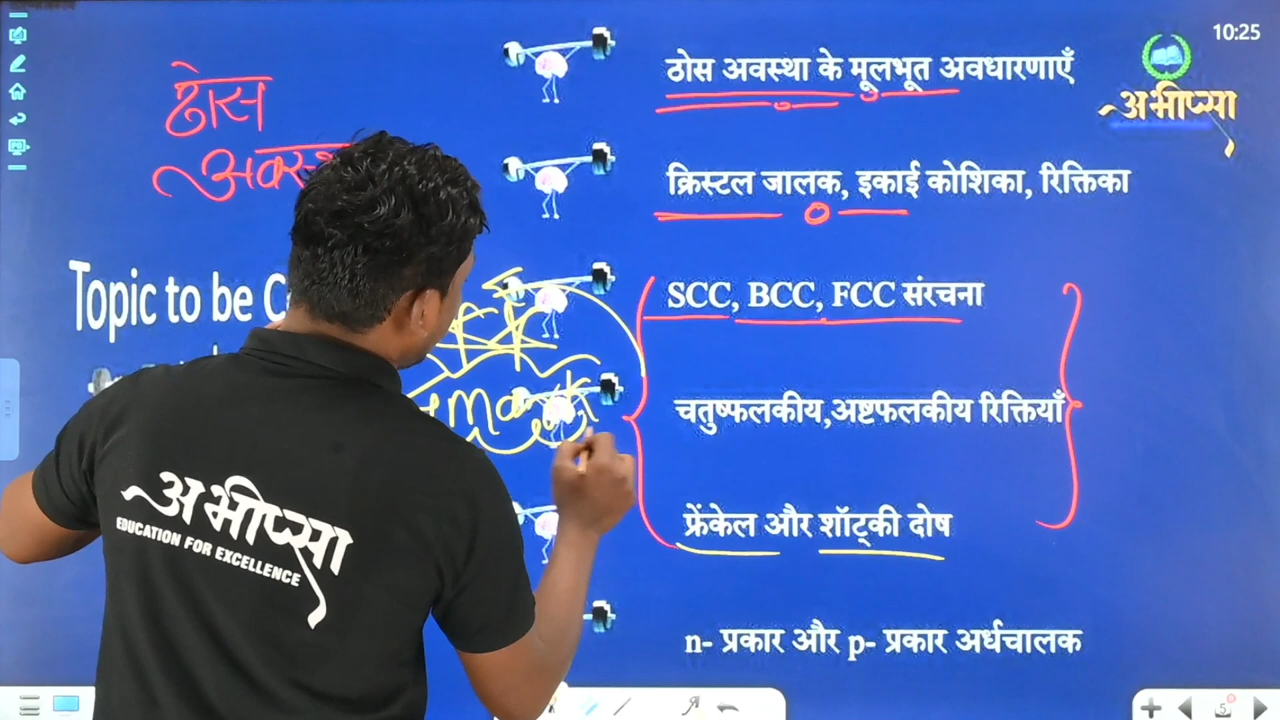 10:25
अभीप्सा
ठोस
ठोस अवस्था के मूलभूत अवधारणाएँ
क्रिस्टल जालक, इकाई कोशिका, रिक्तिका
Topic to be
SCC, BCC, FCC संरचना
चतुष्फलकीय,अष्टफलकीय रिक्तियाँ
फ्रेंकेल और शॉट्की दोष
n- प्रकार और p- प्रकार अर्धचालक
अभीप्सा
EDUCATION FOR EXCELLENCE
5